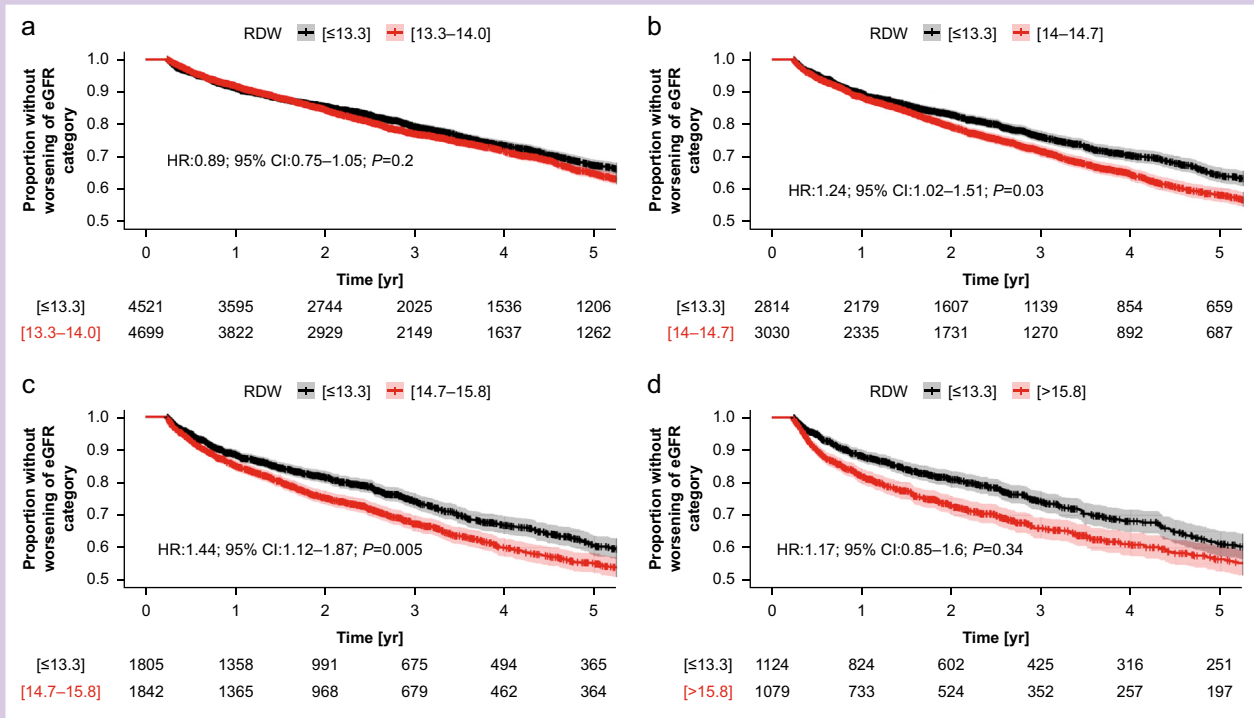 a
RDW [≤13.3] [13.3–14.0]
Proportion without
worsening of eGFR
category
1.0
0.9
0.8
0.7
0.6
0.5
HR:0.89; 95% CI:0.75–1.05; P=0.2
0 1 2 3 4 5
Time [yr]
[≤13.3] 4521 3595 2744 2025 1536 1206
[13.3–14.0] 4699 3822 2929 2149 1637 1262
b
RDW [≤13.3] [14–14.7]
Proportion without
worsening of eGFR
category
1.0
0.9
0.8
0.7
0.6
0.5
HR:1.24; 95% CI:1.02–1.51; P=0.03
0 1 2 3 4 5
Time [yr]
[≤13.3] 2814 2179 1607 1139 854 659
[14–14.7] 3030 2335 1731 1270 892 687
c
RDW [≤13.3] [14.7–15.8]
Proportion without
worsening of eGFR
category
1.0
0.9
0.8
0.7
0.6
0.5
HR:1.44; 95% CI:1.12–1.87; P=0.005
0 1 2 3 4 5
Time [yr]
[≤13.3] 1805 1358 991 675 494 365
[14.7–15.8] 1842 1365 968 679 462 364
d
RDW [≤13.3] [>15.8]
Proportion without
worsening of eGFR
category
1.0
0.9
0.8
0.7
0.6
0.5
HR:1.17; 95% CI:0.85–1.6; P=0.34
0 1 2 3 4 5
Time [yr]
[≤13.3] 1124 824 602 425 316 251
[>15.8] 1079 733 524 352 257 197